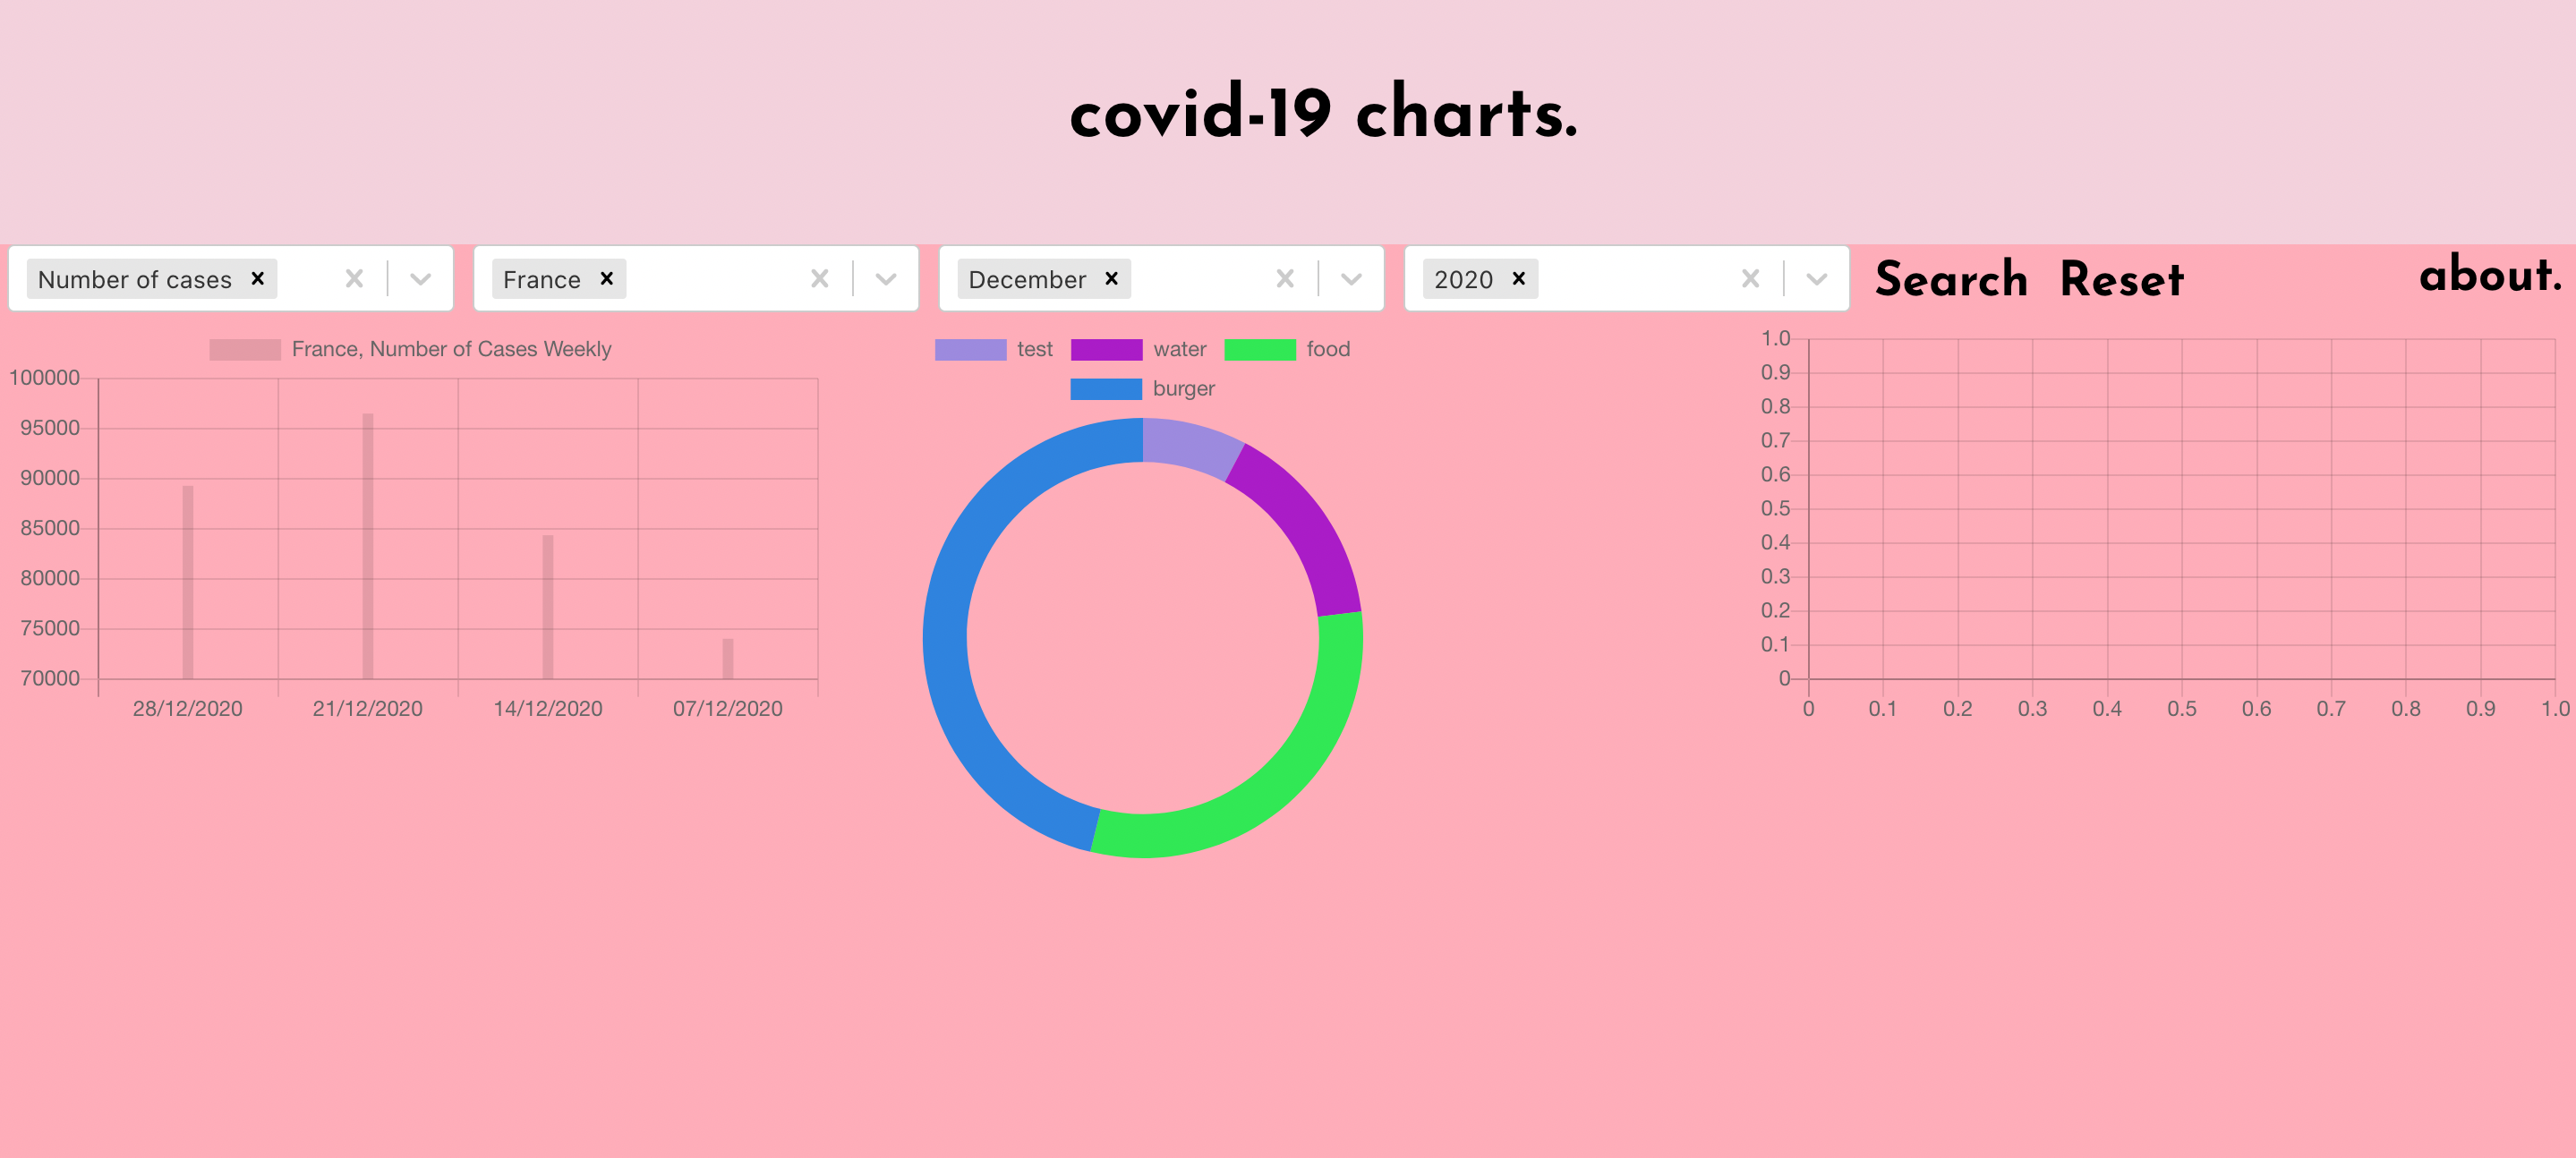 covid-19 charts.
Number of cases
France
December
2020
Search Reset
about.
France, Number of Cases Weekly
100000
95000
90000
85000
80000
75000
70000
28/12/2020 21/12/2020 14/12/2020 07/12/2020
test water food
burger
1.0
0.9
0.8
0.7
0.6
0.5
0.4
0.3
0.2
0.1
0
0 0.1 0.2 0.3 0.4 0.5 0.6 0.7 0.8 0.9 1.0